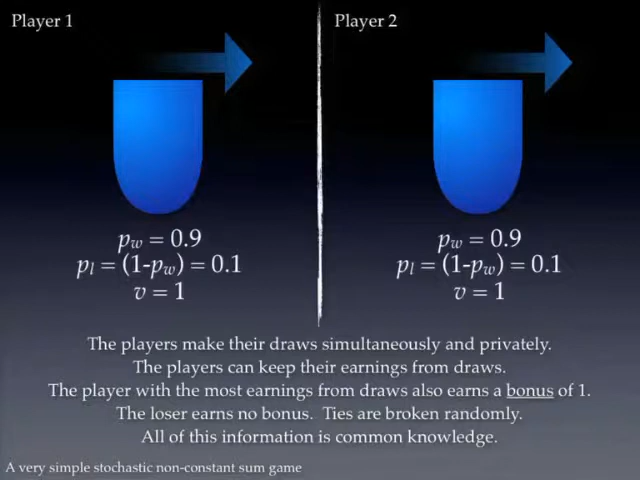 Player 1
Player 2
pw = 0.9
pl = (1-pw) = 0.1
v = 1
pw = 0.9
pl = (1-pw) = 0.1
v = 1
The players make their draws simultaneously and privately.
The players can keep their earnings from draws.
The player with the most earnings from draws also earns a bonus of 1.
The loser earns no bonus.  Ties are broken randomly.
All of this information is common knowledge.
A very simple stochastic non-constant sum game